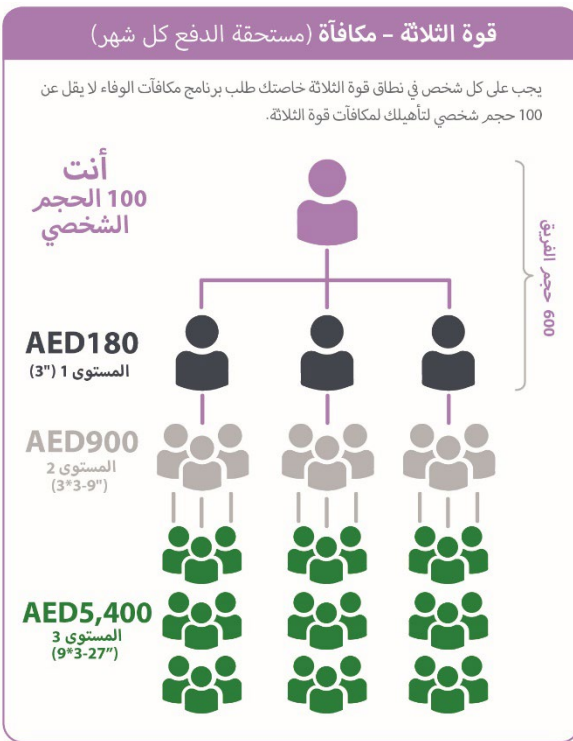 قوة الثلاثة – مكافآة (مستحقة الدفع كل شهر)
يجب على كل شخص في نطاق قوة الثلاثة خاصتك طلب برنامج مكافآت الوفاء لا يقل عن
100 حجم شخصي لتأهيلك لمكافآت قوة الثلاثة.
أنت
100 الحجم
الشخصي
600 حجم الفريق
AED180
المستوى 1 (3")
AED900
المستوى 2
(3*3-9")
AED5,400
المستوى 3
(9*3-27")